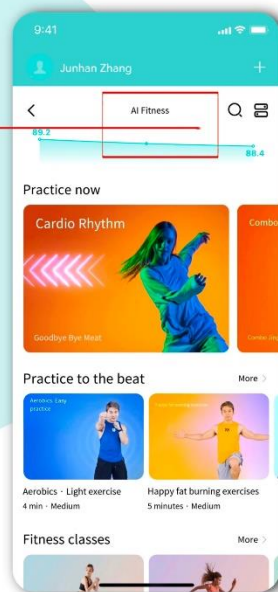 9:41
Junhan Zhang
AI Fitness
89.2
88.4
Practice now
Cardio Rhythm
Combo
Goodbye Bye Meat
Practice to the beat
More
Aerobics Easy
practice
Aerobics · Light exercise
Happy fat burning exercises
4 min · Medium
5 minutes · Medium
Fitness classes
More